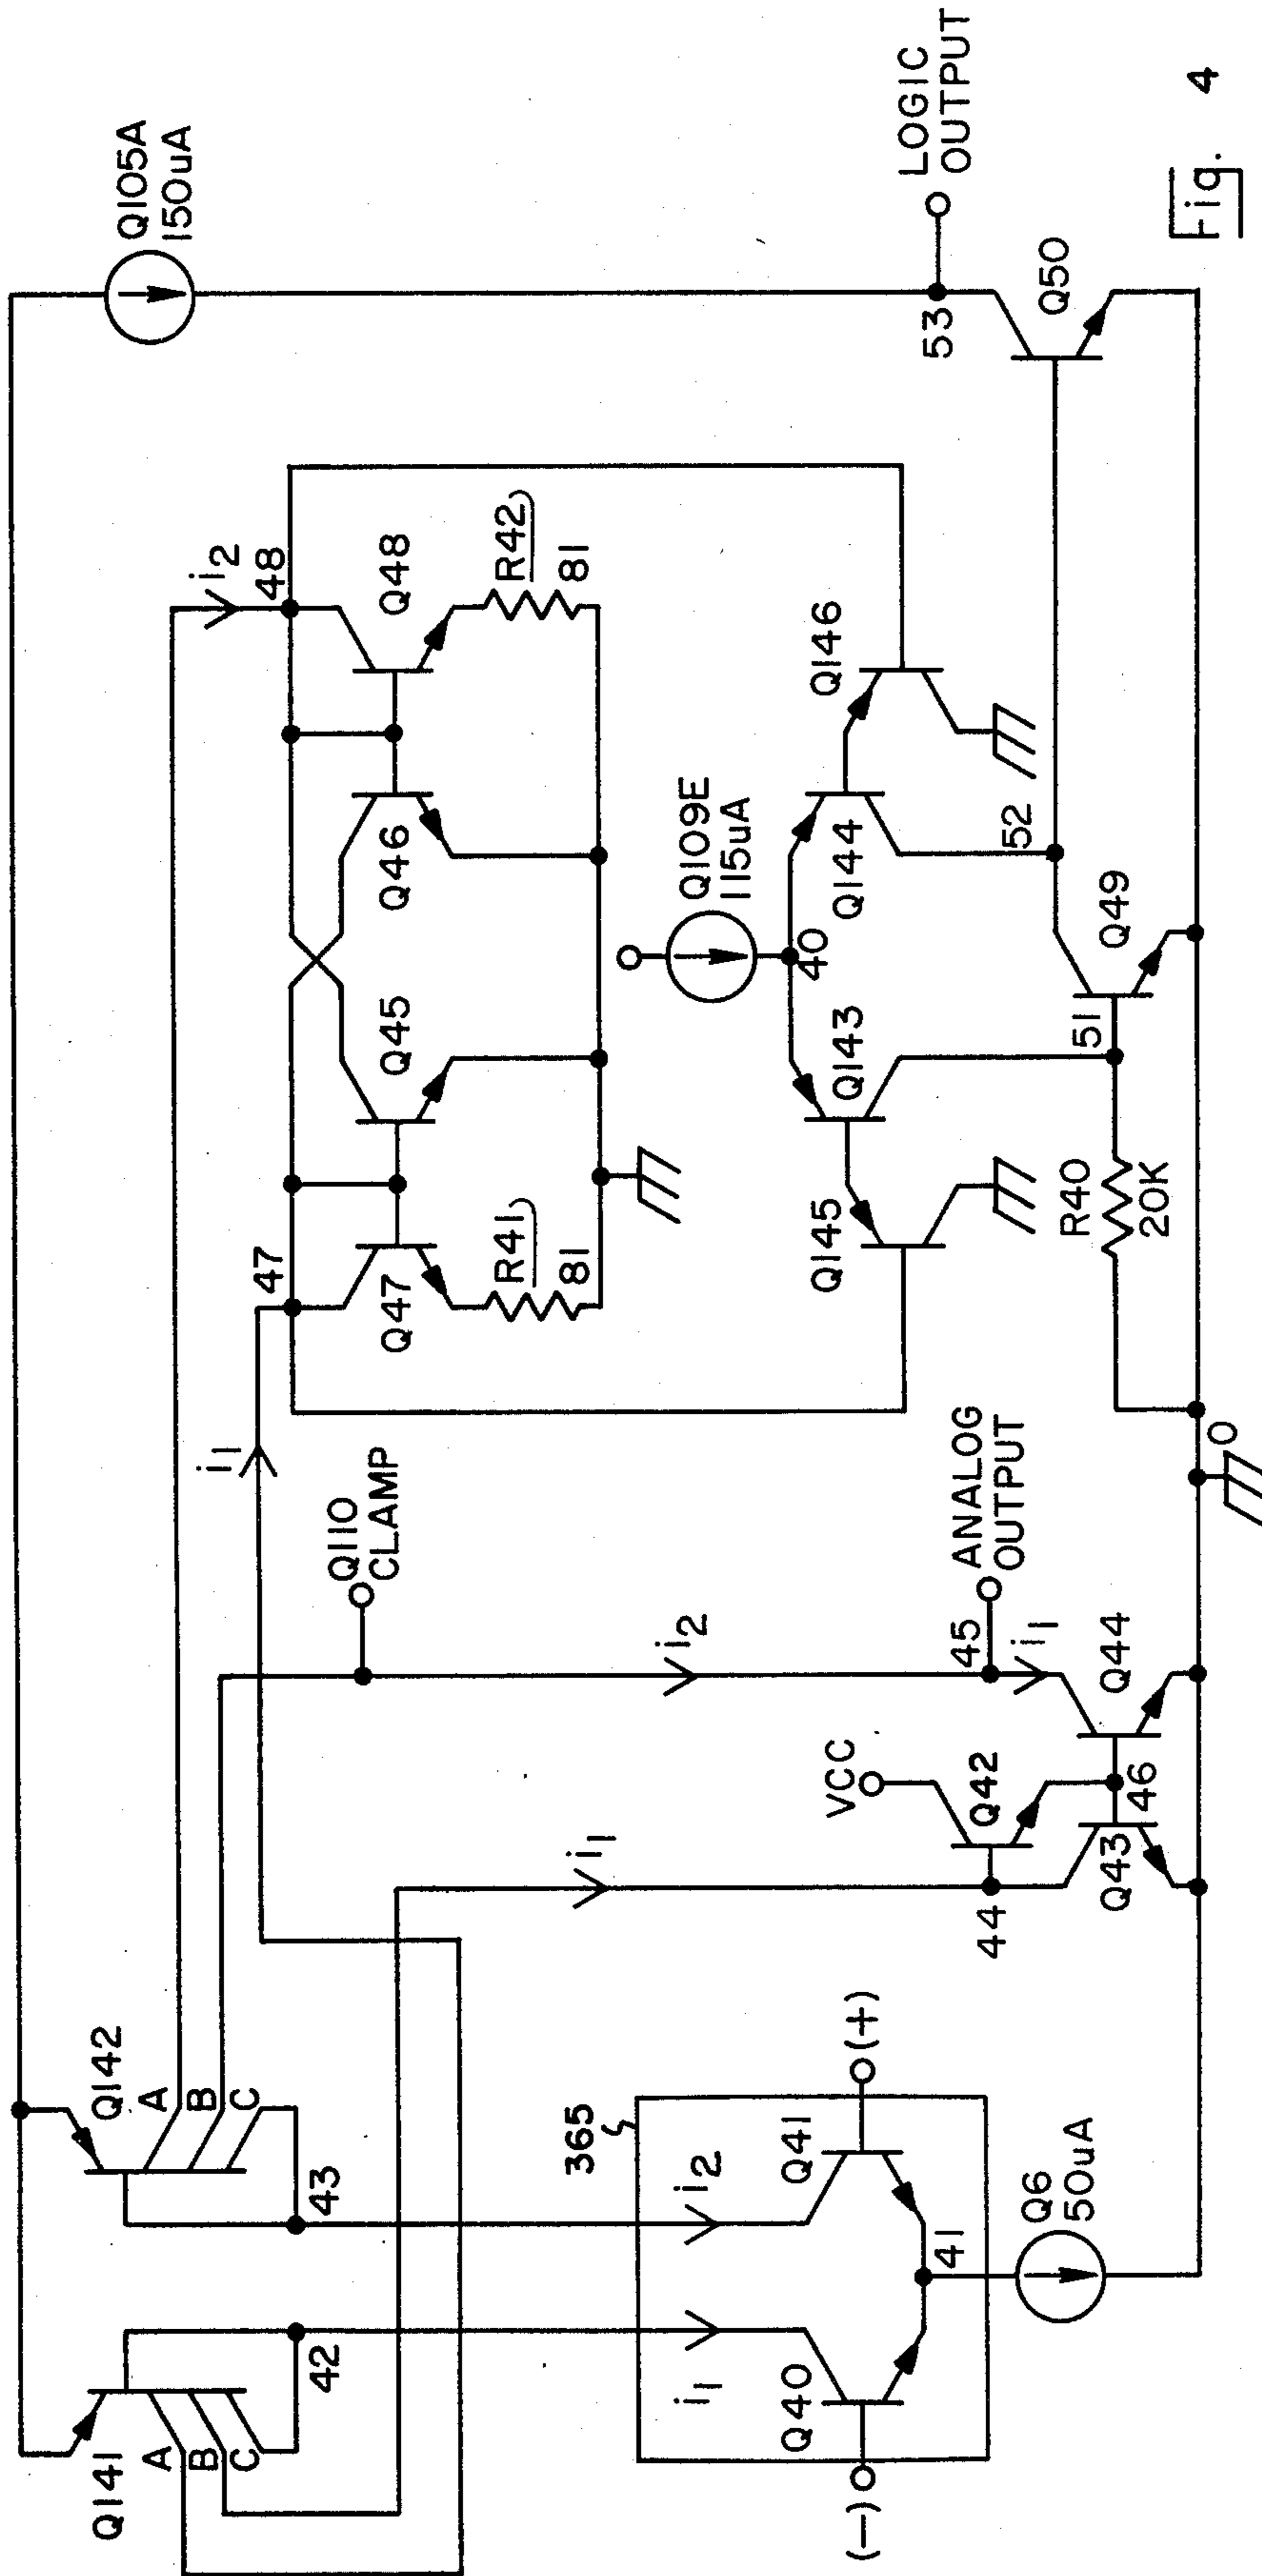 Q105A
150uA
Q142
A
B
C
43
Q141
A
B
C
42
i2
48
Q48
R42
81
Q46
Q45
47
Q47
R41
81
i1
Q110
CLAMP
i2
i1
365
i2
i1
Q41
(+)
Q40
(-)
41
Q6
50uA
VCC
Q42
44
Q43
46
Q44
45
i1
ANALOG
OUTPUT
Q109E
115uA
40
Q143
Q144
Q145
Q146
52
51
Q49
R40
20K
0
53
LOGIC
OUTPUT
Q50
Fig. 4